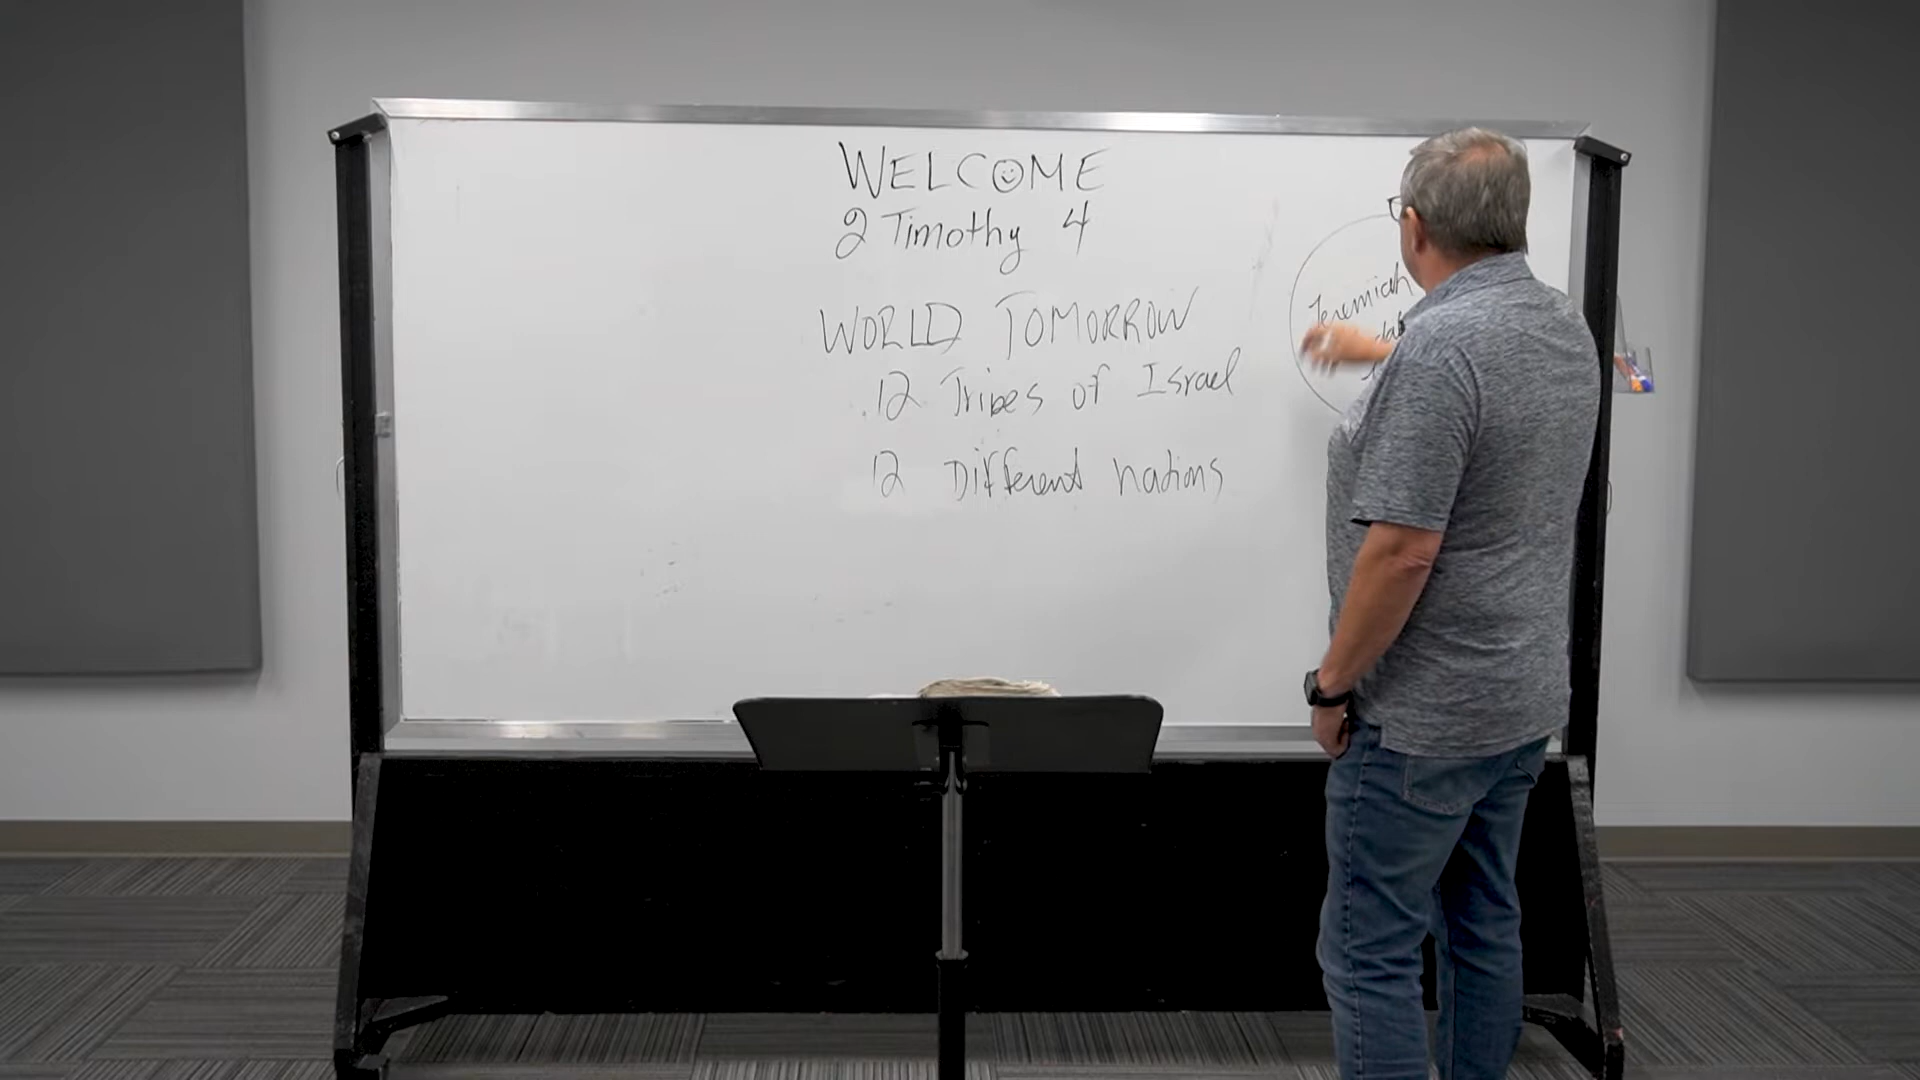 WELCOME
2 Timothy 4
WORLD TOMORROW
12 Tribes of Israel
12 Different nations
Jeremiah